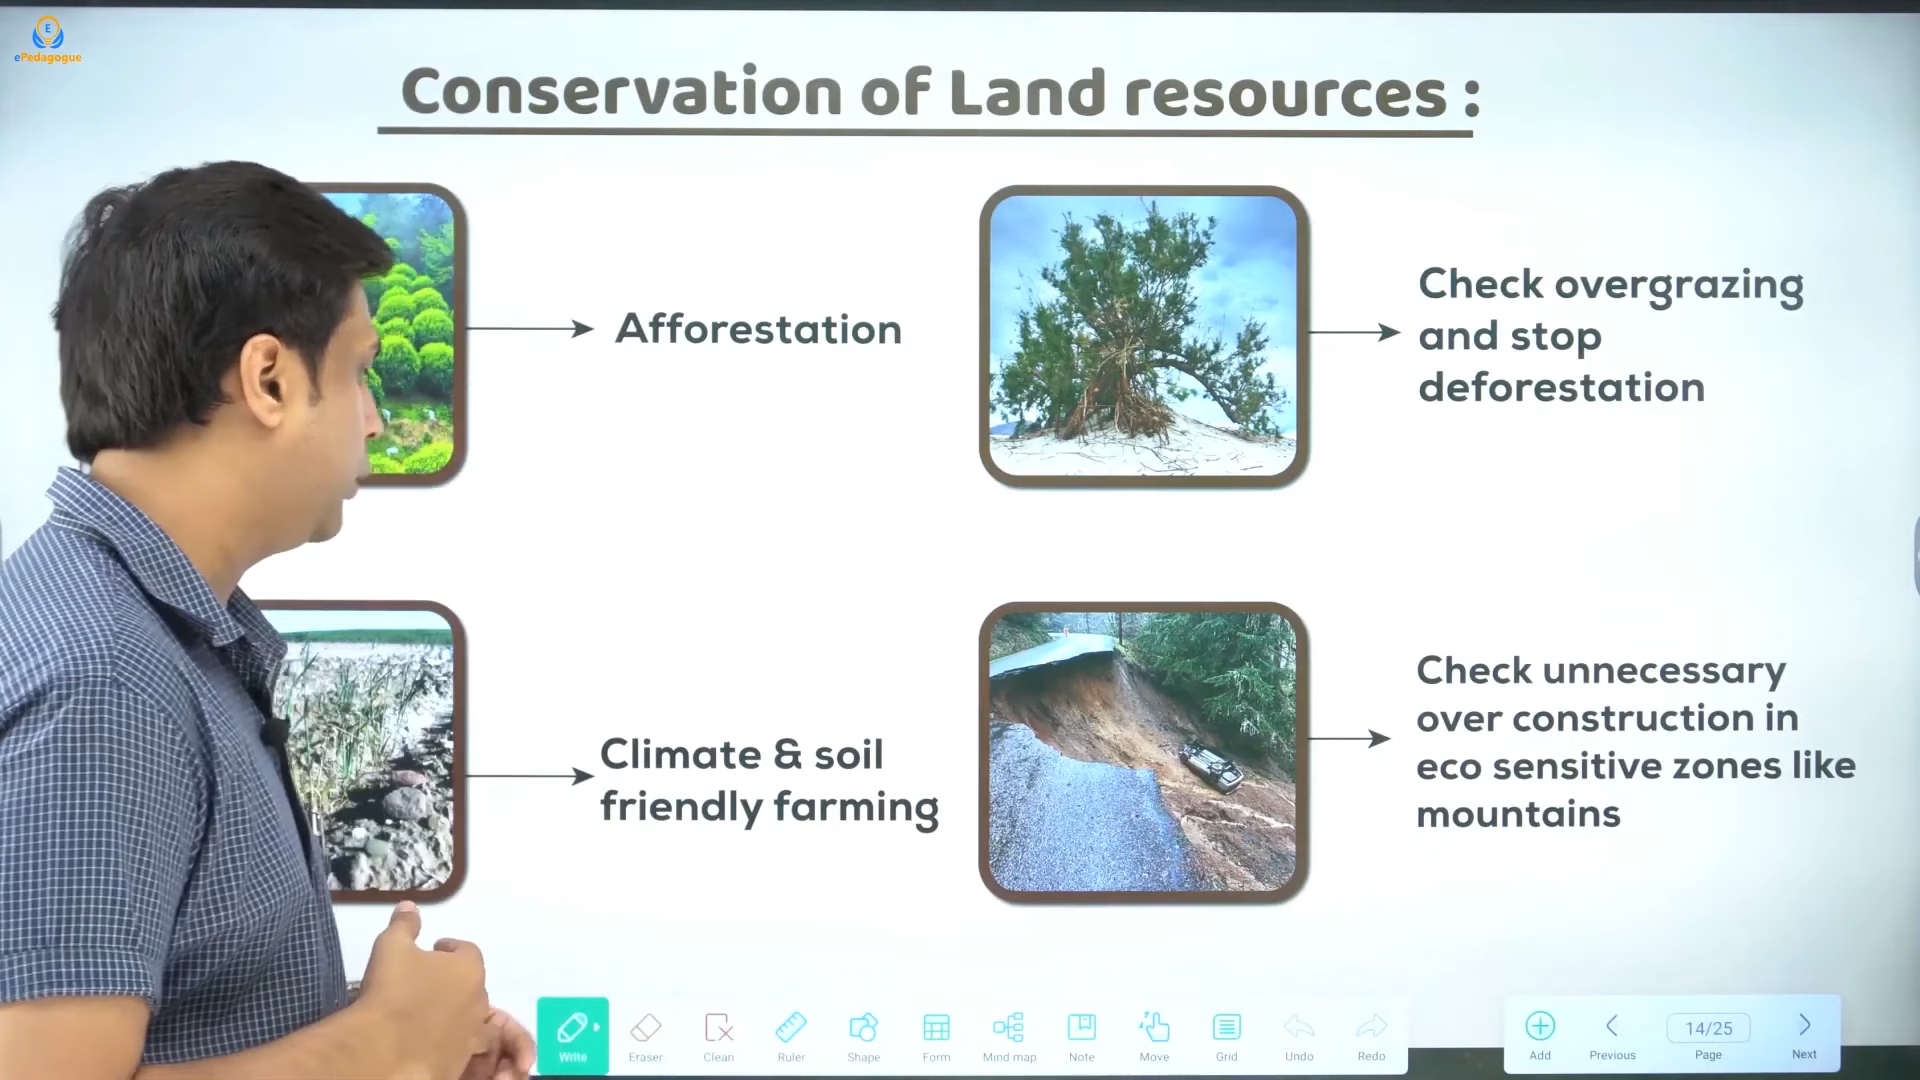 E
ePedagogue
Conservation of Land resources :
Afforestation
Check overgrazing
and stop
deforestation
Climate & soil
friendly farming
Check unnecessary
over construction in
eco sensitive zones like
mountains
Write
Eraser
Clean
Ruler
Shape
Form
Mind map
Note
Move
Grid
Undo
Redo
Add
Previous
14/25
Page
Next